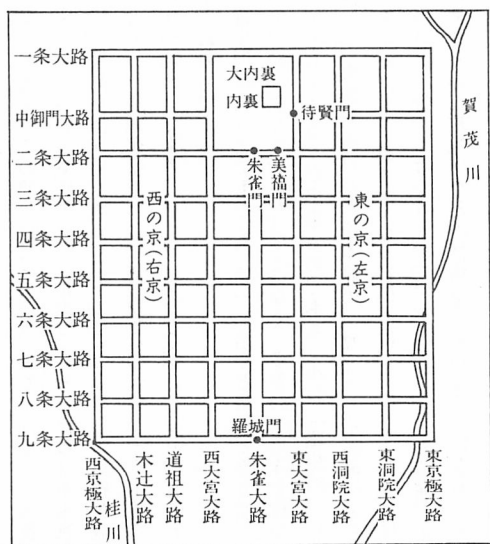 一条大路
大内裏
内裏
中御門大路
待賢門
賀茂川
二条大路
朱雀門
美福門
三条大路
西の京(右京)
東の京(左京)
四条大路
五条大路
六条大路
七条大路
八条大路
羅城門
九条大路
西京極大路
桂川
木辻大路
道祖大路
西大宮大路
朱雀大路
東大宮大路
西洞院大路
東洞院大路
東京極大路